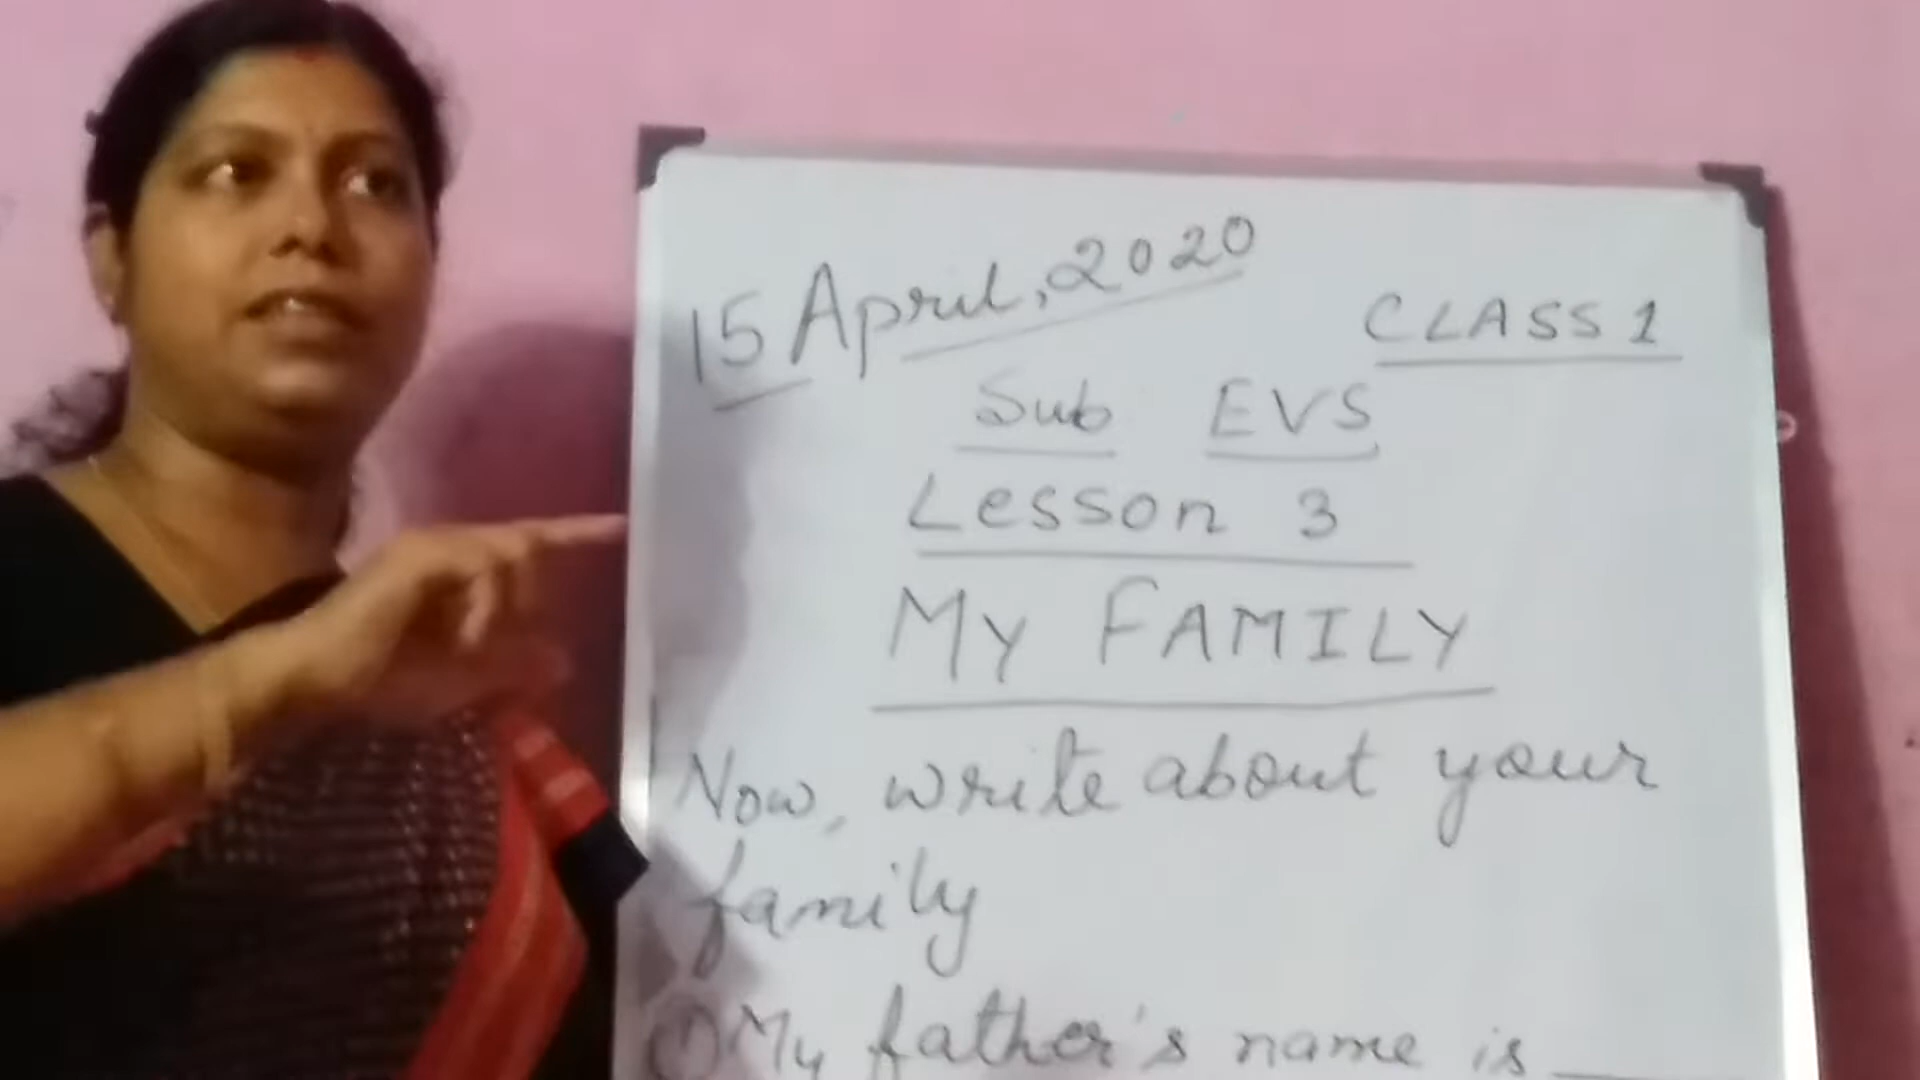 15 April, 2020
CLASS 1
Sub EVS
Lesson 3
MY FAMILY
Now, write about your
family
① My father's name is ____